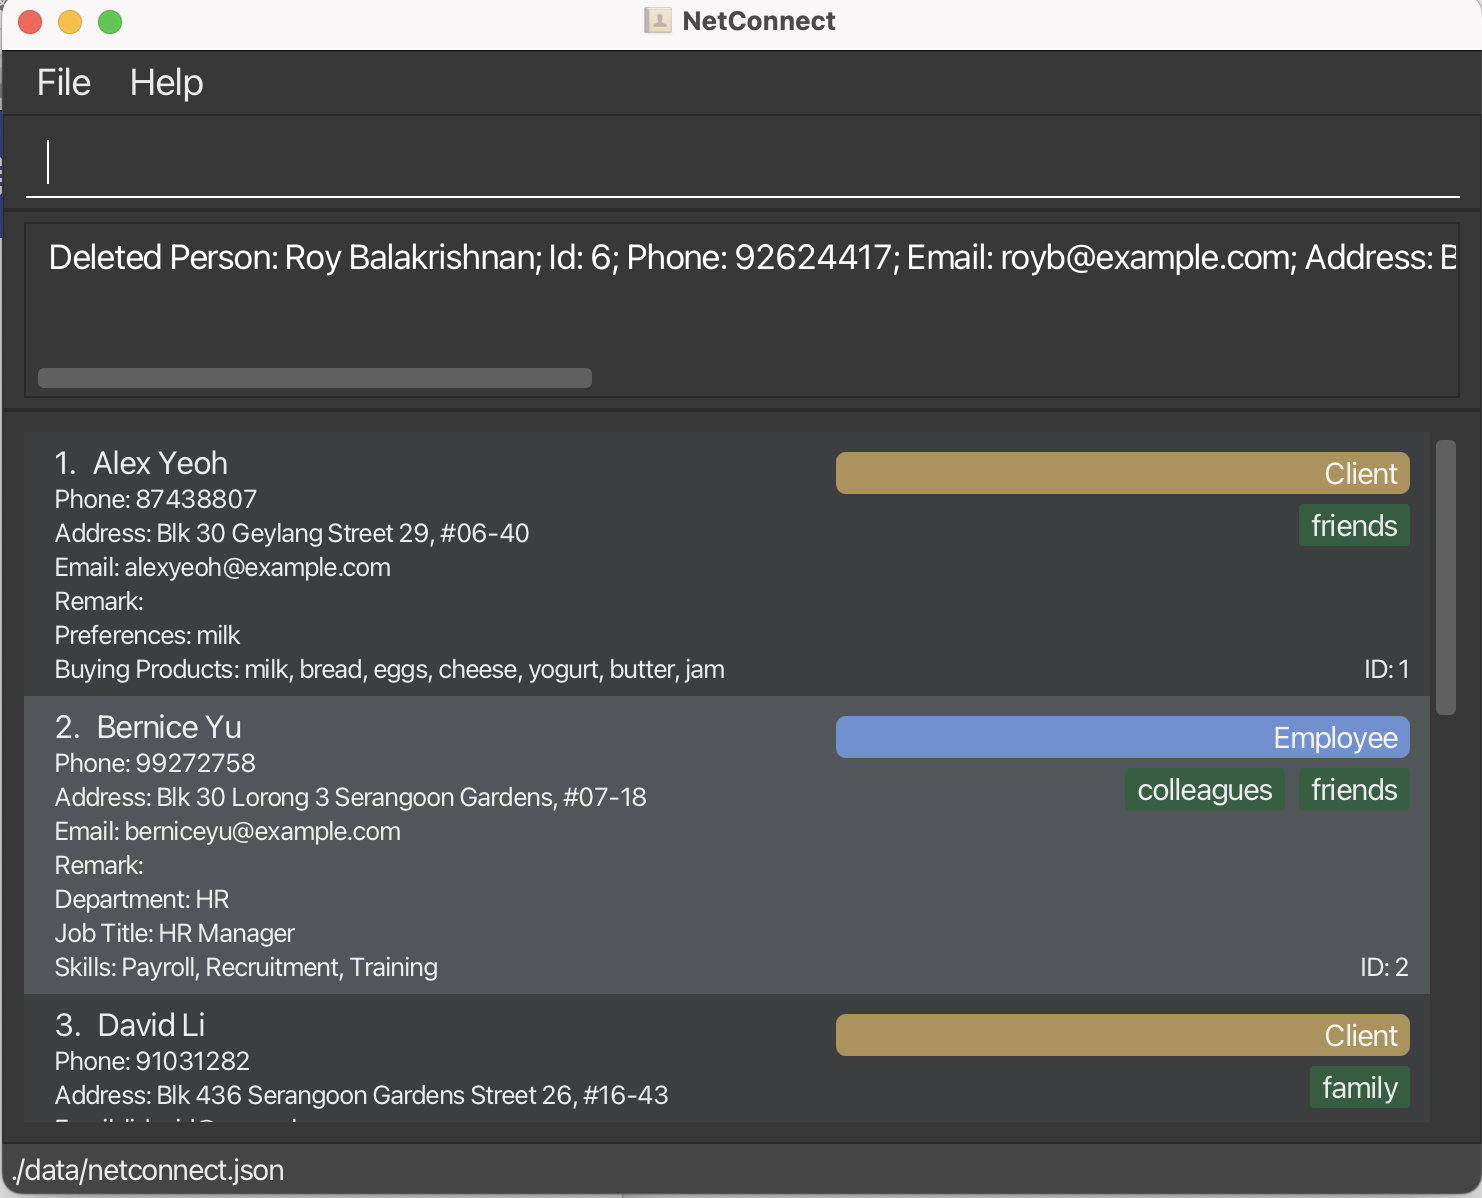 NetConnect
File Help
Deleted Person: Roy Balakrishnan; Id: 6; Phone: 92624417; Email: royb@example.com; Address: B
1. Alex Yeoh
Client
Phone: 87438807
friends
Address: Blk 30 Geylang Street 29, #06-40
Email: alexyeoh@example.com
Remark:
Preferences: milk
Buying Products: milk, bread, eggs, cheese, yogurt, butter, jam
ID: 1
2. Bernice Yu
Employee
Phone: 99272758
colleagues friends
Address: Blk 30 Lorong 3 Serangoon Gardens, #07-18
Email: berniceyu@example.com
Remark:
Department: HR
Job Title: HR Manager
Skills: Payroll, Recruitment, Training
ID: 2
3. David Li
Client
Phone: 91031282
family
Address: Blk 436 Serangoon Gardens Street 26, #16-43
./data/netconnect.json